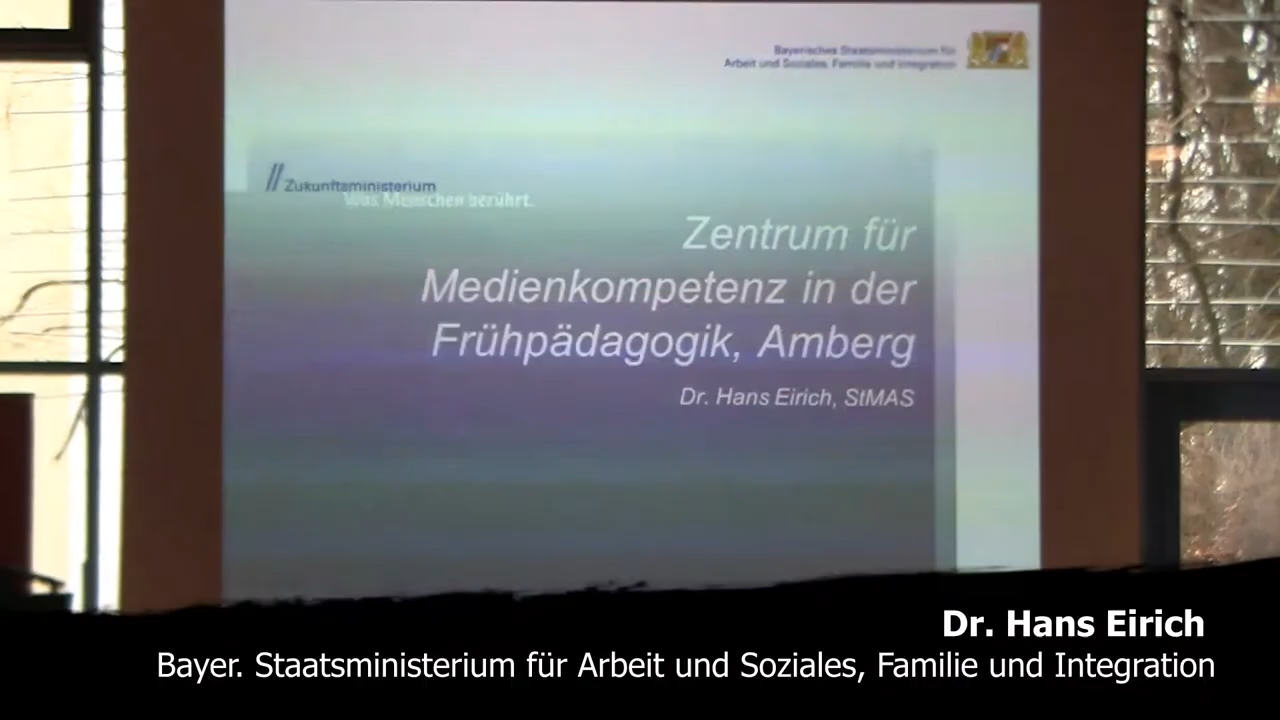 Bayerisches Staatsministerium für
Arbeit und Soziales, Familie und Integration
// Zukunftsministerium
Was Menschen berührt.
Zentrum für
Medienkompetenz in der
Frühpädagogik, Amberg
Dr. Hans Eirich, StMAS
Dr. Hans Eirich
Bayer. Staatsministerium für Arbeit und Soziales, Familie und Integration